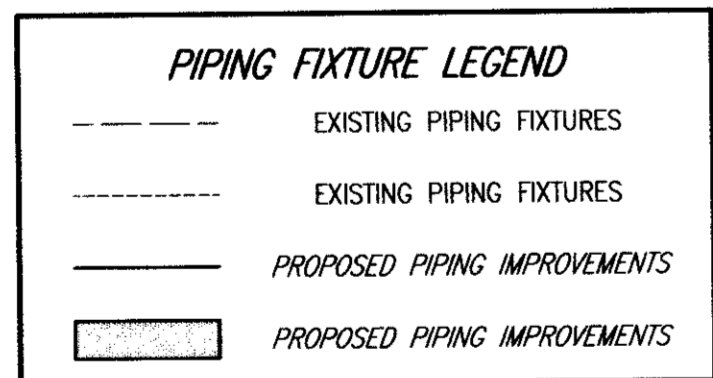 PIPING FIXTURE LEGEND
EXISTING PIPING FIXTURES
EXISTING PIPING FIXTURES
PROPOSED PIPING IMPROVEMENTS
PROPOSED PIPING IMPROVEMENTS